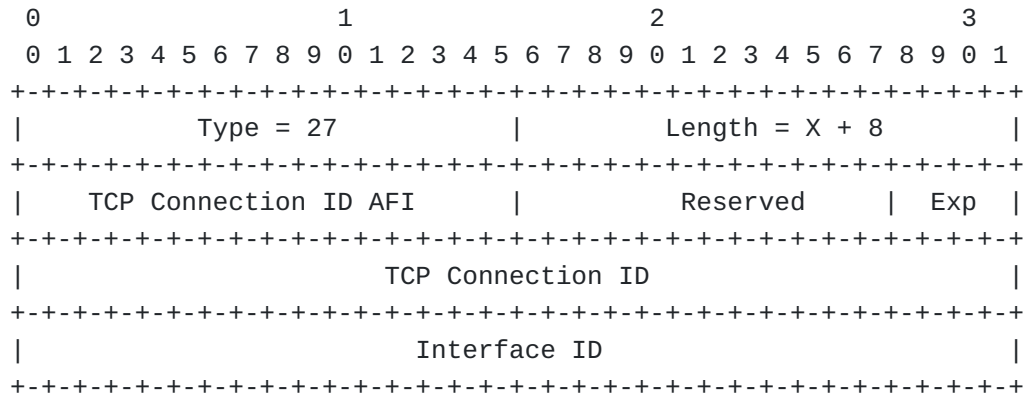 0                   1                   2                   3
 0 1 2 3 4 5 6 7 8 9 0 1 2 3 4 5 6 7 8 9 0 1 2 3 4 5 6 7 8 9 0 1
+-+-+-+-+-+-+-+-+-+-+-+-+-+-+-+-+-+-+-+-+-+-+-+-+-+-+-+-+-+-+-+-+
|           Type = 27           |         Length = X + 8        |
+-+-+-+-+-+-+-+-+-+-+-+-+-+-+-+-+-+-+-+-+-+-+-+-+-+-+-+-+-+-+-+-+
|    TCP Connection ID AFI      |          Reserved     |  Exp  |
+-+-+-+-+-+-+-+-+-+-+-+-+-+-+-+-+-+-+-+-+-+-+-+-+-+-+-+-+-+-+-+-+
|                       TCP Connection ID                       |
+-+-+-+-+-+-+-+-+-+-+-+-+-+-+-+-+-+-+-+-+-+-+-+-+-+-+-+-+-+-+-+-+
|                         Interface ID                          |
+-+-+-+-+-+-+-+-+-+-+-+-+-+-+-+-+-+-+-+-+-+-+-+-+-+-+-+-+-+-+-+-+